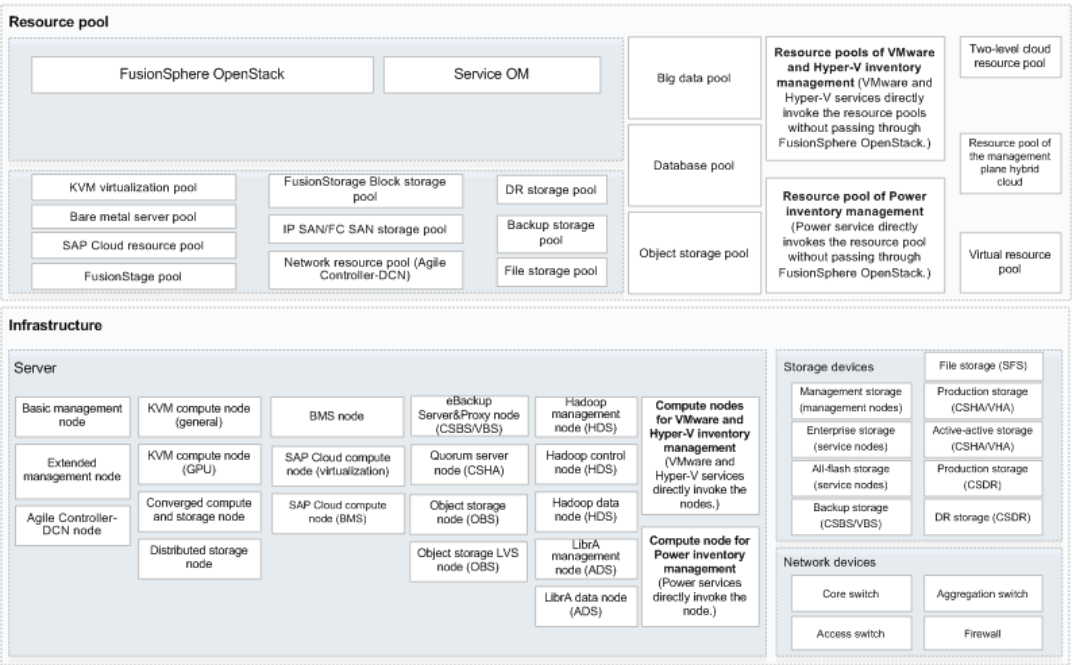 Resource pool
FusionSphere OpenStack
Service OM
KVM virtualization pool
Bare metal server pool
SAP Cloud resource pool
FusionStage pool
FusionStorage Block storage
pool
IP SAN/FC SAN storage pool
Network resource pool (Agile
Controller-DCN)
DR storage pool
Backup storage
pool
File storage pool
Big data pool
Database pool
Object storage pool
Resource pools of VMware
and Hyper-V inventory
management (VMware and
Hyper-V services directly
invoke the resource pools
without passing through
FusionSphere OpenStack.)
Resource pool of Power
inventory management
(Power service directly
invokes the resource pool
without passing through
FusionSphere OpenStack.)
Two-level cloud
resource pool
Resource pool of
the management
plane hybrid
cloud
Virtual resource
pool
Infrastructure
Server
Basic management
node
Extended
management node
Agile Controller-
DCN node
KVM compute node
(general)
KVM compute node
(GPU)
Converged compute
and storage node
Distributed storage
node
BMS node
SAP Cloud compute
node (virtualization)
SAP Cloud compute
node (BMS)
eBackup
Server&Proxy node
(CSBS/VBS)
Quorum server
node (CSHA)
Object storage
node (OBS)
Object storage LVS
node (OBS)
Hadoop
management
node (HDS)
Hadoop control
node (HDS)
Hadoop data
node (HDS)
LibrA
management
node (ADS)
LibrA data node
(ADS)
Compute nodes
for VMware and
Hyper-V inventory
management
(VMware and
Hyper-V services
directly invoke the
nodes.)
Compute node for
Power inventory
management
(Power services
directly invoke the
node.)
Storage devices
Management storage
(management nodes)
Enterprise storage
(service nodes)
All-flash storage
(service nodes)
Backup storage
(CSBS/VBS)
File storage (SFS)
Production storage
(CSHA/VHA)
Active-active storage
(CSHA/VHA)
Production storage
(CSDR)
DR storage (CSDR)
Network devices
Core switch
Aggregation switch
Access switch
Firewall